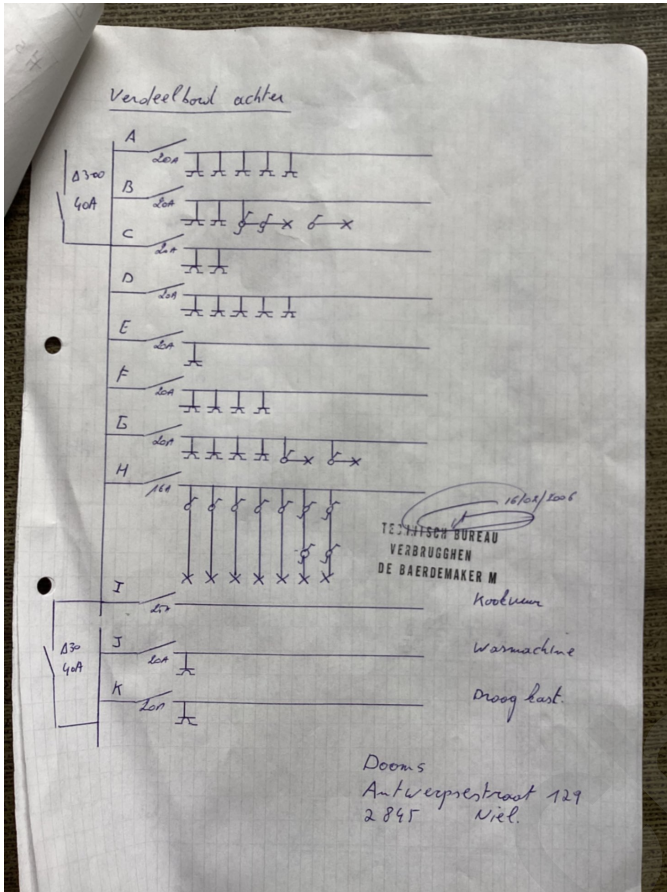 Verdeelbord achter
A
20A
Δ300
40A
B
20A
C
20A
D
20A
E
20A
F
20A
G
20A
H
16A
16/02/2006
TECHNISCH BUREAU
VERBRUGGHEN
DE BAERDEMAKER M
I
Kookvuur
Δ30
40A
J
20A
Wasmachine
K
20A
Droogkast.
Dooms
Antwerpsestraat 129
2845 Niel.